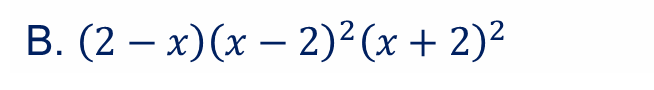 B. (2 − x)(x − 2)²(x + 2)²